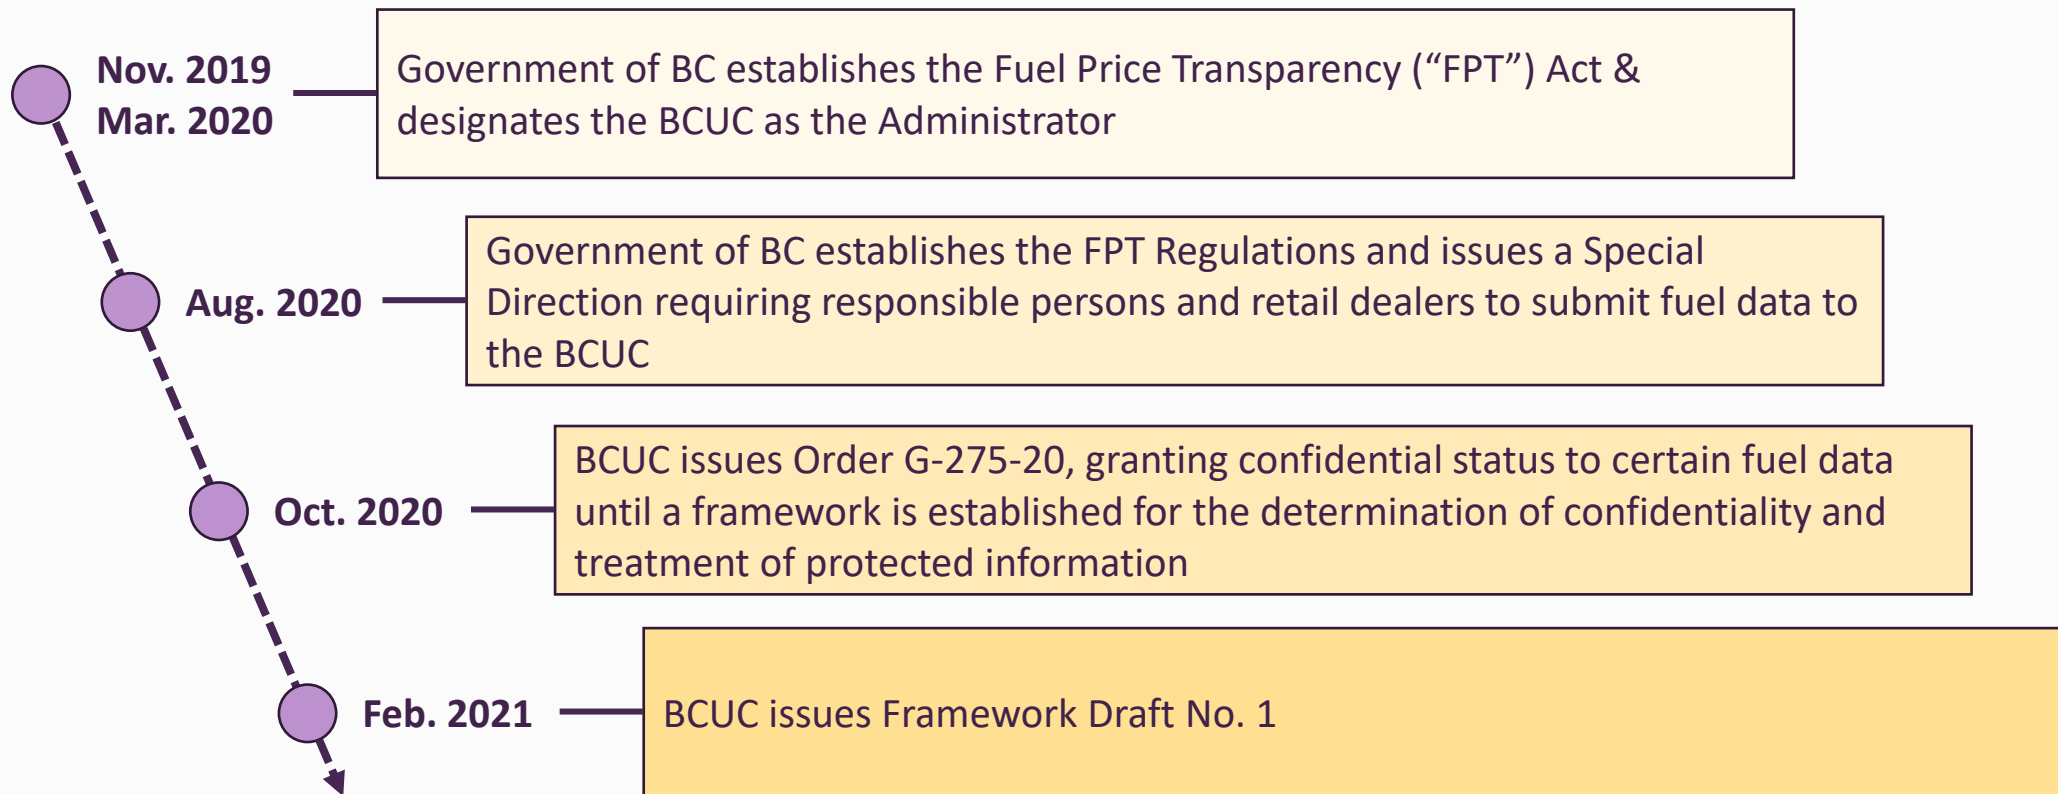 Nov. 2019
Mar. 2020
Government of BC establishes the Fuel Price Transparency (“FPT”) Act &
designates the BCUC as the Administrator
Aug. 2020
Government of BC establishes the FPT Regulations and issues a Special
Direction requiring responsible persons and retail dealers to submit fuel data to
the BCUC
Oct. 2020
BCUC issues Order G-275-20, granting confidential status to certain fuel data
until a framework is established for the determination of confidentiality and
treatment of protected information
Feb. 2021
BCUC issues Framework Draft No. 1